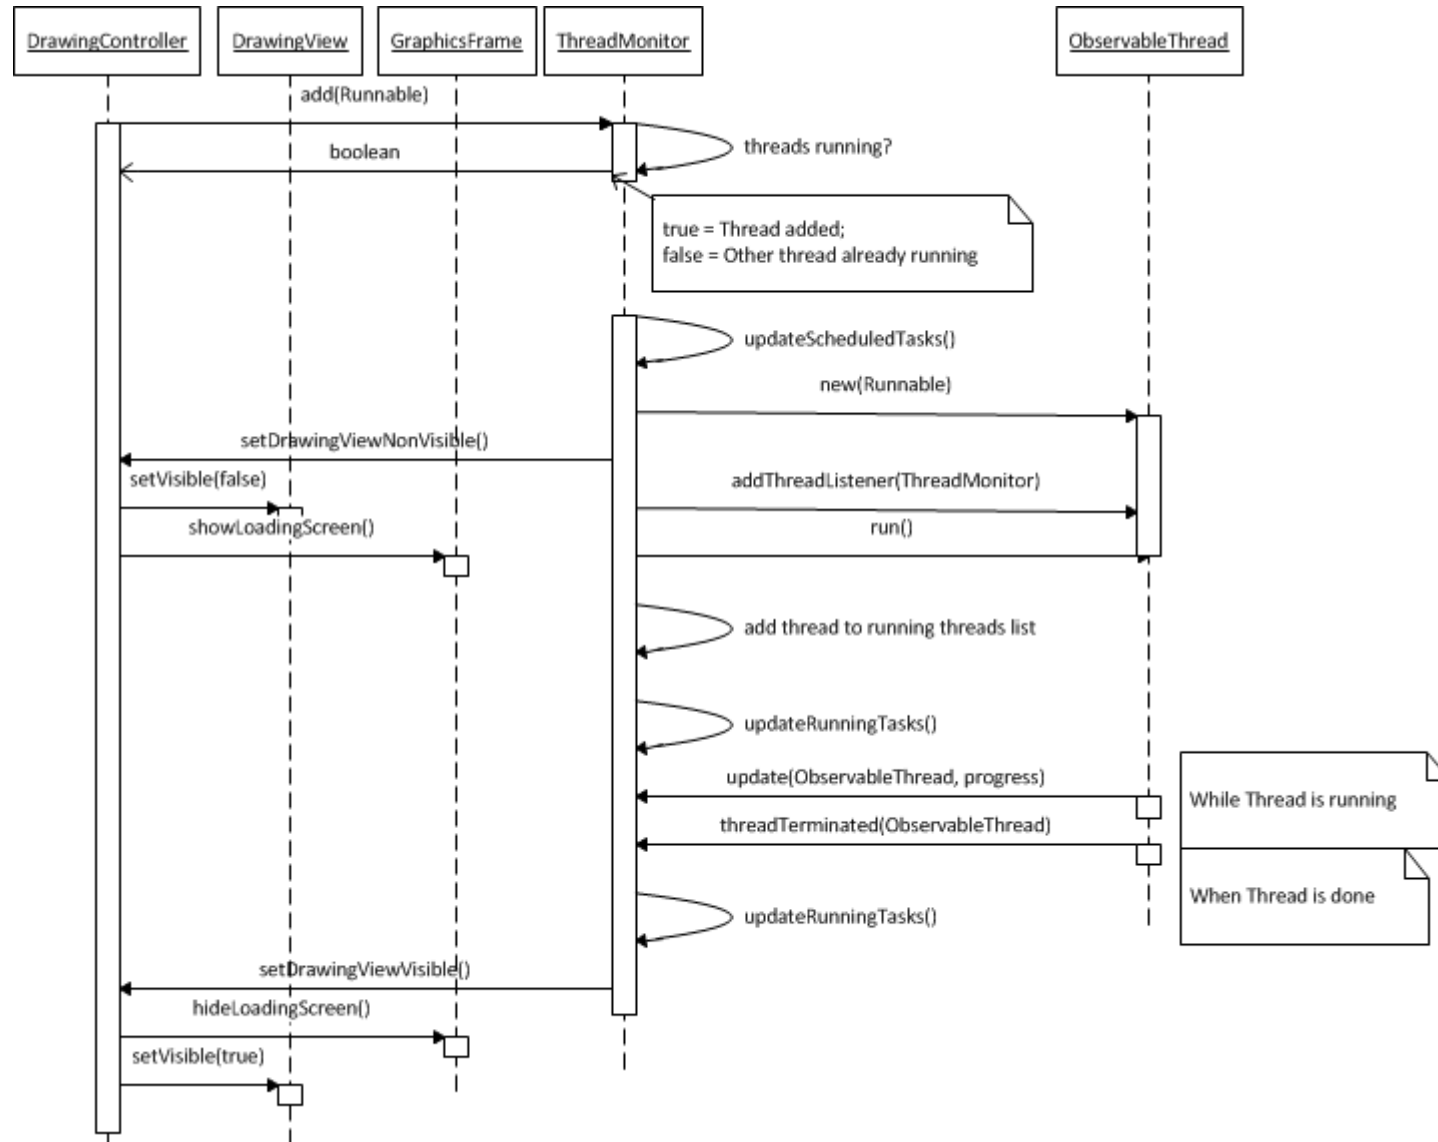 DrawingController
DrawingView
GraphicsFrame
ThreadMonitor
ObservableThread
add(Runnable)
threads running?
boolean
true = Thread added;
false = Other thread already running
updateScheduledTasks()
new(Runnable)
setDrawingViewNonVisible()
setVisible(false)
addThreadListener(ThreadMonitor)
showLoadingScreen()
run()
add thread to running threads list
updateRunningTasks()
update(ObservableThread, progress)
While Thread is running
threadTerminated(ObservableThread)
When Thread is done
updateRunningTasks()
setDrawingViewVisible()
hideLoadingScreen()
setVisible(true)